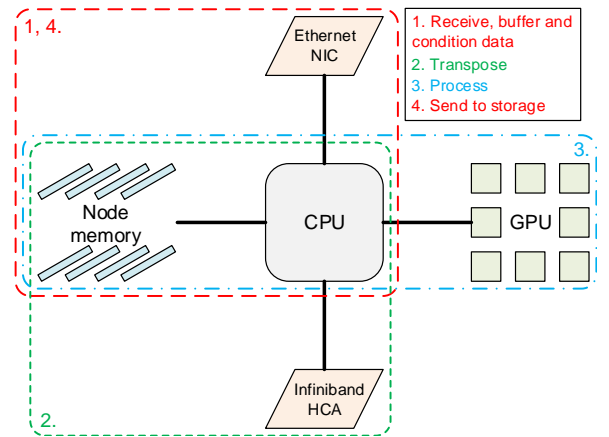 1, 4.
Ethernet
NIC
1. Receive, buffer and
condition data
2. Transpose
3. Process
4. Send to storage
3.
Node
memory
CPU
GPU
Infiniband
HCA
2.